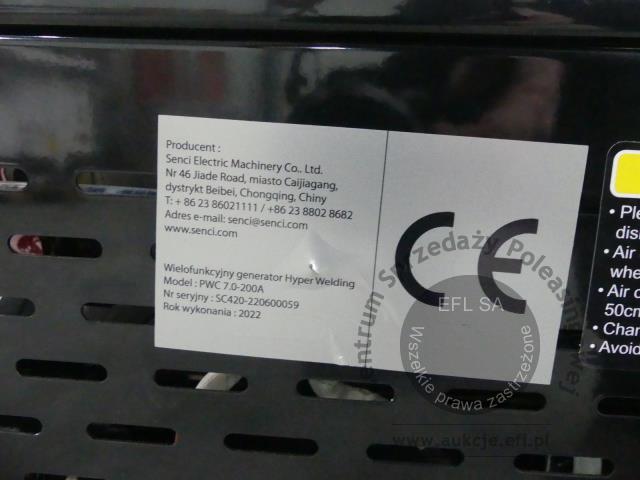 Producent :
Senci Electric Machinery Co., Ltd.
Nr 46 Jiade Road, miasto Caijiagang,
dystrykt Beibei, Chongqing, Chiny
T: + 86 23 86021111 / +86 23 8802 8682
Adres e-mail: senci@senci.com
www.senci.com
Wielofunkcyjny generator Hyper Welding
Model : PWC 7.0-200A
Nr seryjny : SC420-220600059
Rok wykonania : 2022
CE
Centrum Sprzedaży Poleasingowej
EFL SA
Wszelkie prawa zastrzeżone
www.aukcje.efl.pl
• Ple
• Air
whe
• Air
50cm
• Char
• Avoid